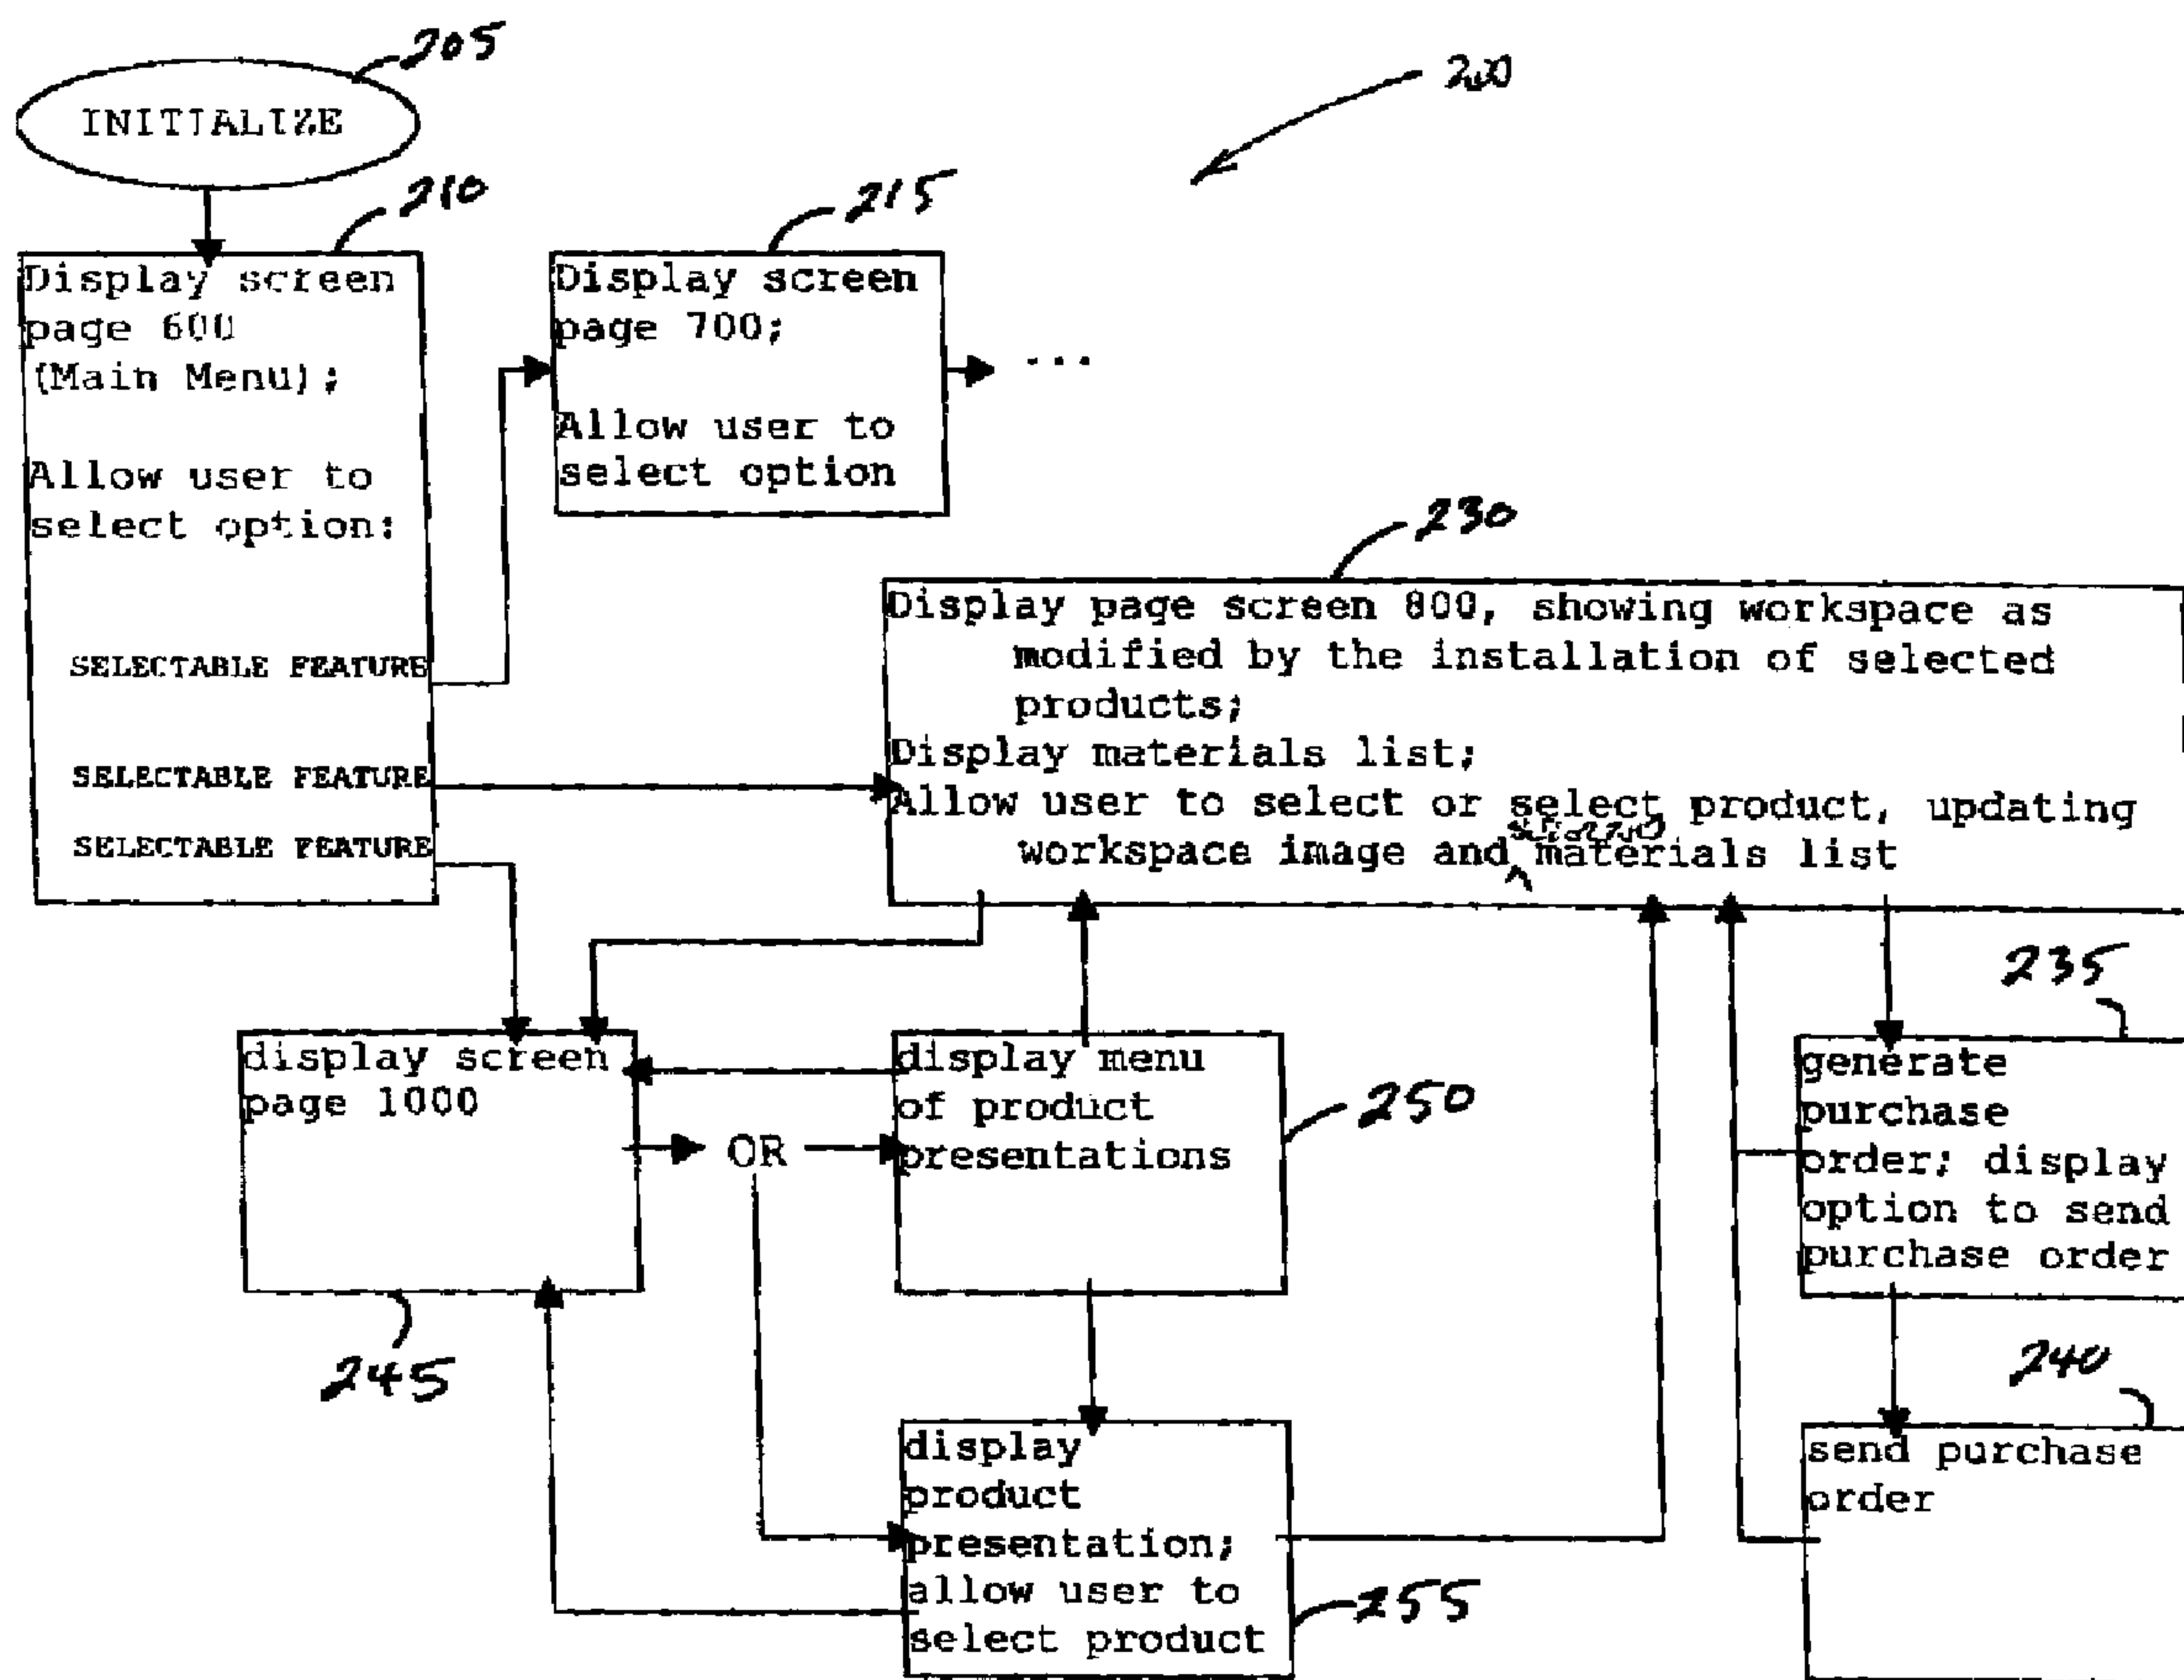 205
INITIALIZE
200
210
Display screen
page 600
(Main Menu);
Allow user to
select option:
SELECTABLE FEATURE
SELECTABLE FEATURE
SELECTABLE FEATURE
215
Display screen
page 700;
Allow user to
select option
...
230
Display page screen 800, showing workspace as
modified by the installation of selected
products;
Display materials list;
Allow user to select or select product, updating
workspace image and materials list
235
generate
purchase
order; display
option to send
purchase order
display screen
page 1000
245
OR
display menu
of product
presentations
250
240
send purchase
order
display
product
presentation;
allow user to
select product
255